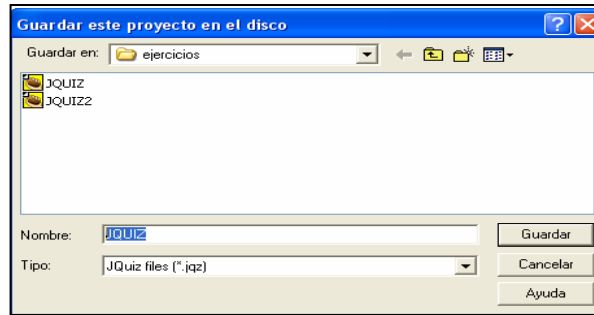 Guardar este proyecto en el disco
Guardar en: ejercicios
JQUIZ
JQUIZ2
Nombre: JQUIZ Guardar
Tipo: JQuiz files (*.jqz) Cancelar
Ayuda